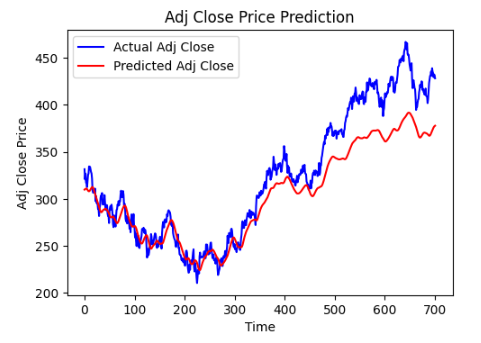 Adj Close Price Prediction
Actual Adj Close
Predicted Adj Close
450
400
350
300
250
200
Adj Close Price
0 100 200 300 400 500 600 700
Time